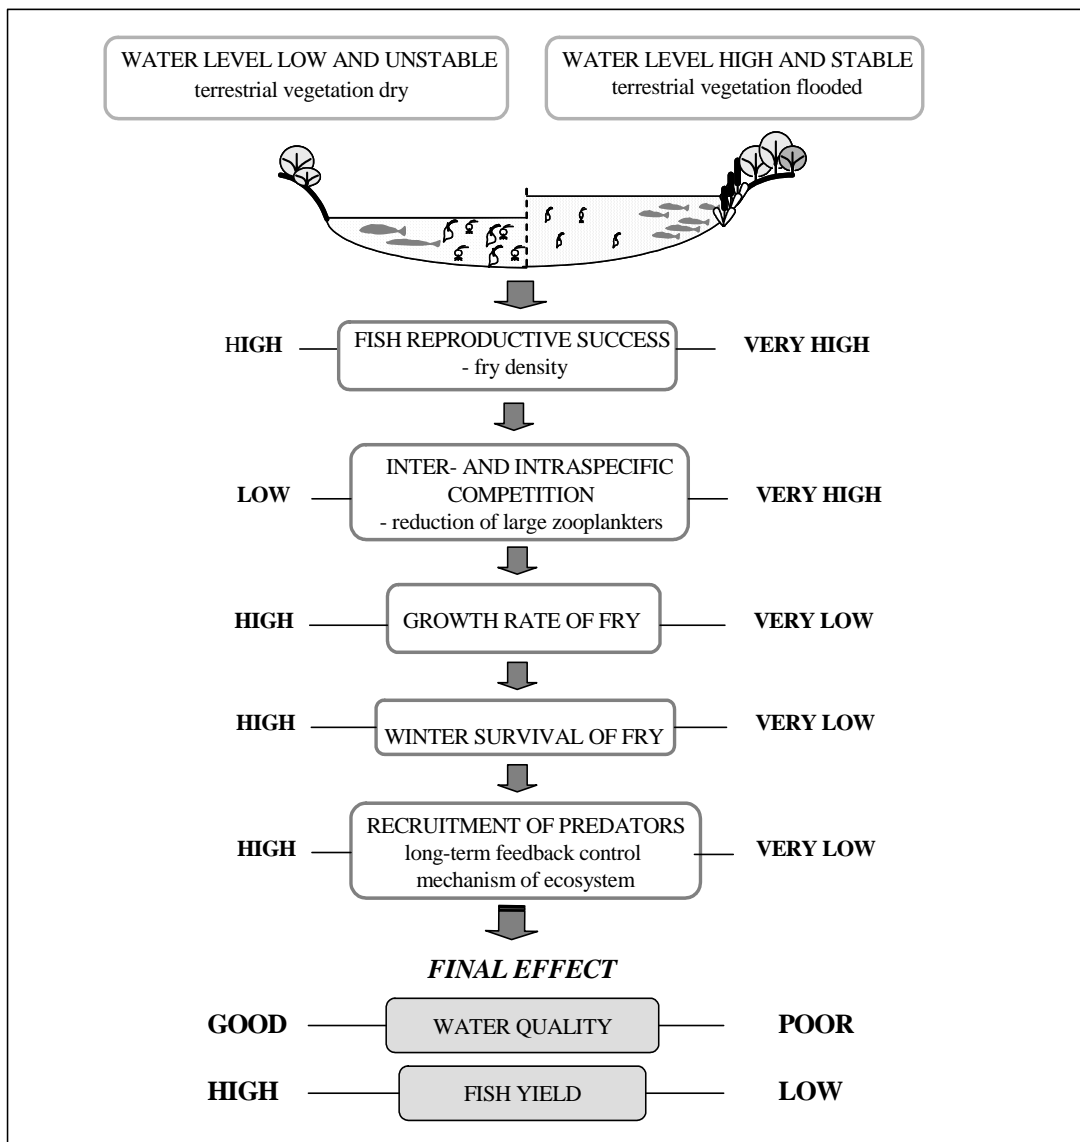 WATER LEVEL LOW AND UNSTABLE
terrestrial vegetation dry
WATER LEVEL HIGH AND STABLE
terrestrial vegetation flooded
HIGH
FISH REPRODUCTIVE SUCCESS
- fry density
VERY HIGH
LOW
INTER- AND INTRASPECIFIC
COMPETITION
- reduction of large zooplankters
VERY HIGH
HIGH
GROWTH RATE OF FRY
VERY LOW
HIGH
WINTER SURVIVAL OF FRY
VERY LOW
HIGH
RECRUITMENT OF PREDATORS
long-term feedback control
mechanism of ecosystem
VERY LOW
FINAL EFFECT
GOOD
WATER QUALITY
POOR
HIGH
FISH YIELD
LOW